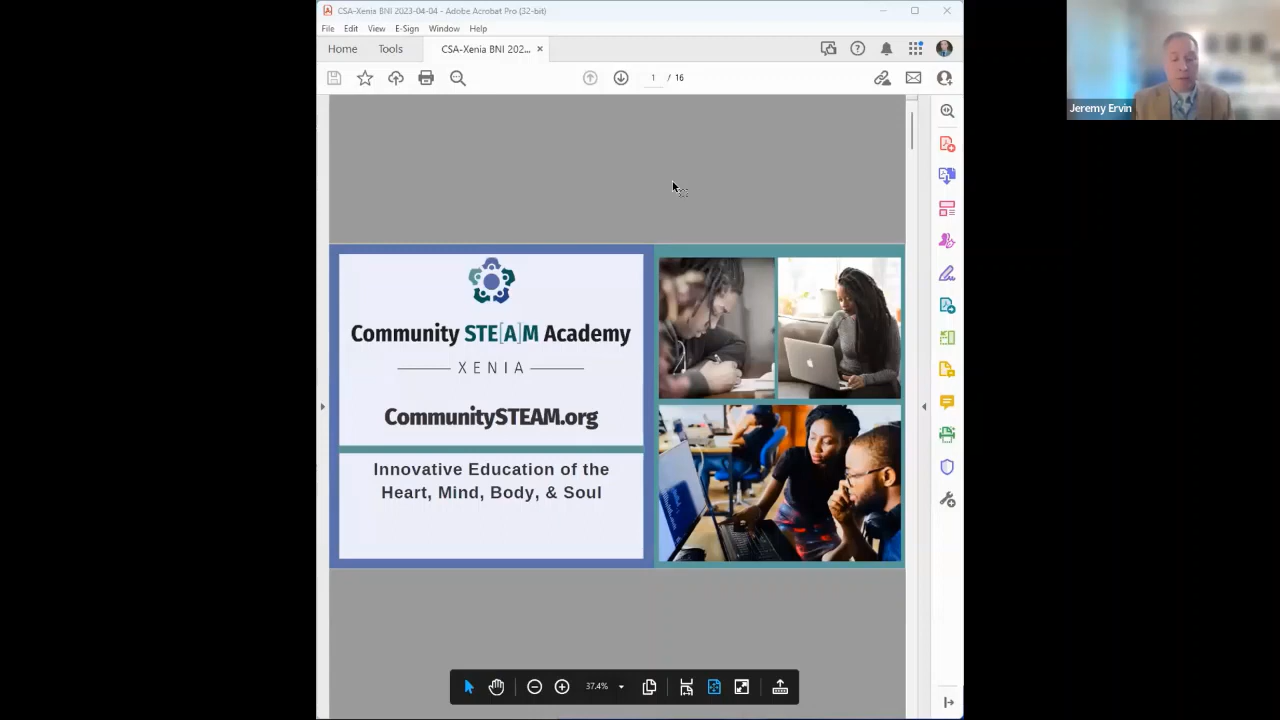 CSA-Xenia BNI 2023-04-04 - Adobe Acrobat Pro (32-bit)
File Edit View E-Sign Window Help
Home Tools CSA-Xenia BNI 202... ×
1 / 16
Jeremy Ervin
Community STE[A]M Academy
XENIA
CommunitySTEAM.org
Innovative Education of the
Heart, Mind, Body, & Soul
37.4%